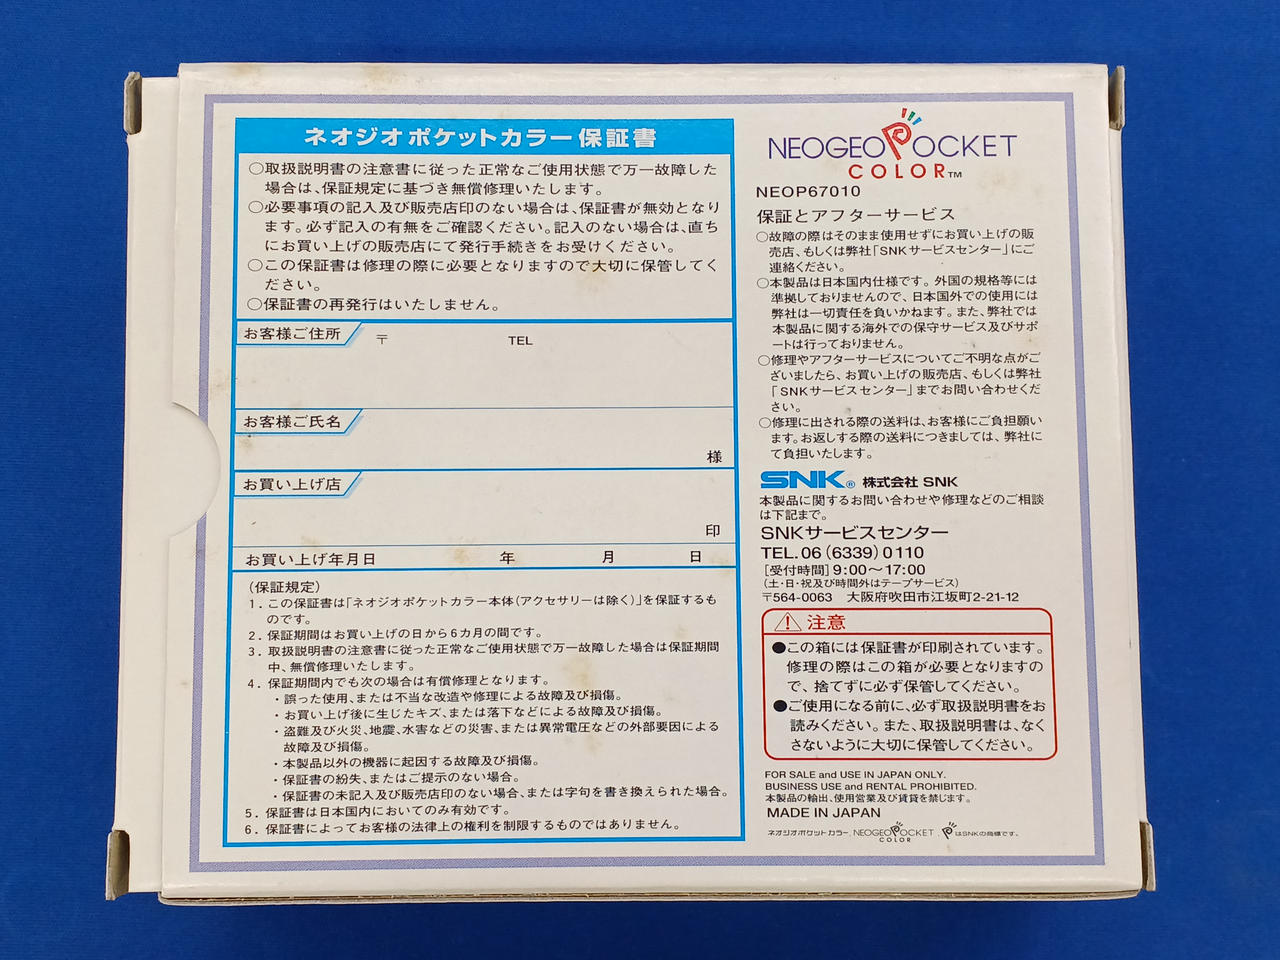 ネオジオポケットカラー保証書
○取扱説明書の注意書に従った正常なご使用状態で万一故障した
場合は、保証規定に基づき無償修理いたします。
○必要事項の記入及び販売店印のない場合は、保証書が無効となり
ます。必ず記入の有無をご確認ください。記入のない場合は、直ち
にお買い上げの販売店にて発行手続きをお受けください。
○この保証書は修理の際に必要となりますので大切に保管してく
ださい。
○保証書の再発行はいたしません。
お客様ご住所 〒 TEL
お客様ご氏名
様
お買い上げ店
印
お買い上げ年月日 年 月 日
(保証規定)
1. この保証書は「ネオジオポケットカラー本体(アクセサリーは除く)」を保証するも
のです。
2. 保証期間はお買い上げの日から6カ月の間です。
3. 取扱説明書の注意書に従った正常なご使用状態で万一故障した場合は保証期間
中、無償修理いたします。
4. 保証期間内でも次の場合は有償修理となります。
・誤った使用、または不当な改造や修理による故障及び損傷。
・お買い上げ後に生じたキズ、または落下などによる故障及び損傷。
・盗難及び火災、地震、水害などの災害、または異常電圧などの外部要因による
故障及び損傷。
・本製品以外の機器に起因する故障及び損傷。
・保証書の紛失、またはご提示のない場合。
・保証書の未記入及び販売店印のない場合、または字句を書き換えられた場合。
5. 保証書は日本国内においてのみ有効です。
6. 保証書によってお客様の法律上の権利を制限するものではありません。
NEOGEO POCKET
COLOR™
NEOP67010
保証とアフターサービス
○故障の際はそのまま使用せずにお買い上げの販
売店、もしくは弊社「SNKサービスセンター」にご
連絡ください。
○本製品は日本国内仕様です。外国の規格等には
準拠しておりませんので、日本国外での使用には
弊社は一切責任を負いかねます。また、弊社では
本製品に関する海外での保守サービス及びサポ
ートは行っておりません。
○修理やアフターサービスについてご不明な点がご
ざいましたら、お買い上げの販売店、もしくは弊社
「SNKサービスセンター」までお問い合わせくだ
さい。
○修理に出される際の送料は、お客様にご負担願い
ます。お返しする際の送料につきましては、弊社に
て負担いたします。
SNK® 株式会社 SNK
本製品に関するお問い合わせや修理などのご相談
は下記まで。
SNKサービスセンター
TEL. 06 (6339) 0110
[受付時間] 9:00〜17:00
(土・日・祝及び時間外はテープサービス)
〒564-0063 大阪府吹田市江坂町2-21-12
⚠注意
●この箱には保証書が印刷されています。
修理の際はこの箱が必要となりますの
で、捨てずに必ず保管してください。
●ご使用になる前に、必ず取扱説明書をお
読みください。また、取扱説明書は、なく
さないように大切に保管してください。
FOR SALE and USE IN JAPAN ONLY.
BUSINESS USE and RENTAL PROHIBITED.
本製品の輸出、使用営業及び賃貸を禁じます。
MADE IN JAPAN
ネオジオポケットカラー、NEOGEO POCKET COLOR、PはSNKの商標です。